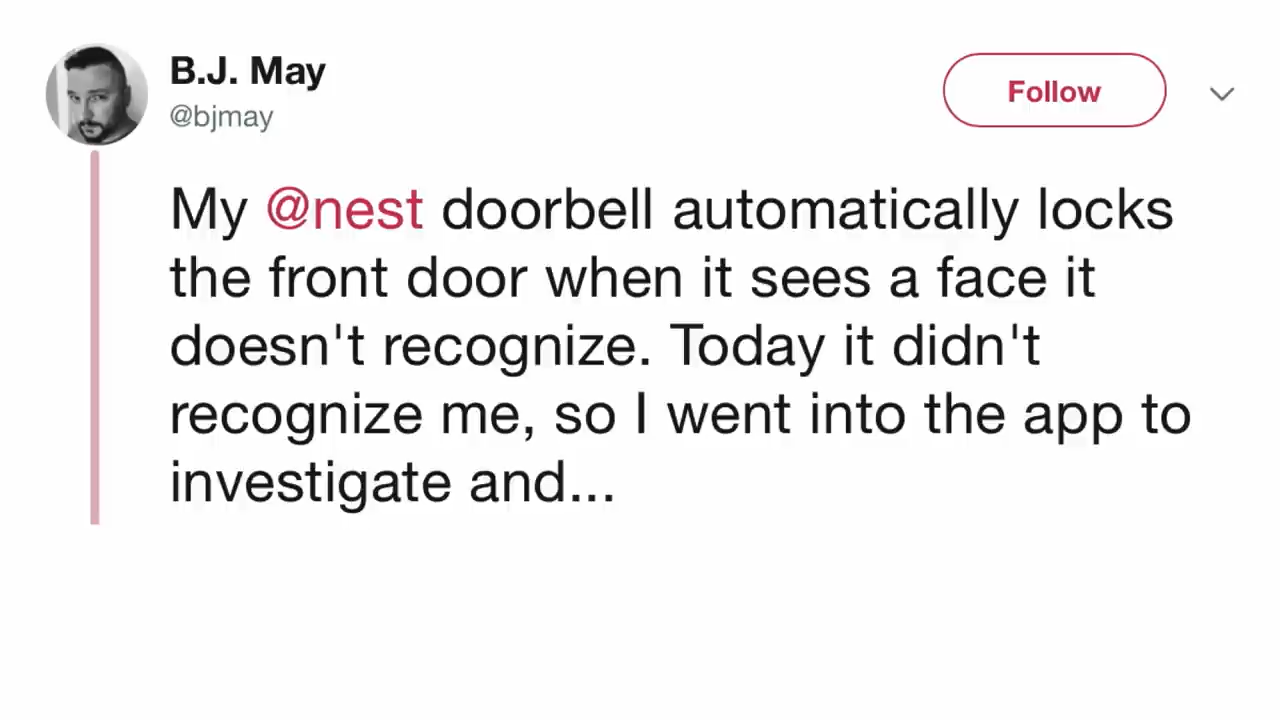 B.J. May
@bjmay
Follow
My @nest doorbell automatically locks
the front door when it sees a face it
doesn't recognize. Today it didn't
recognize me, so I went into the app to
investigate and...